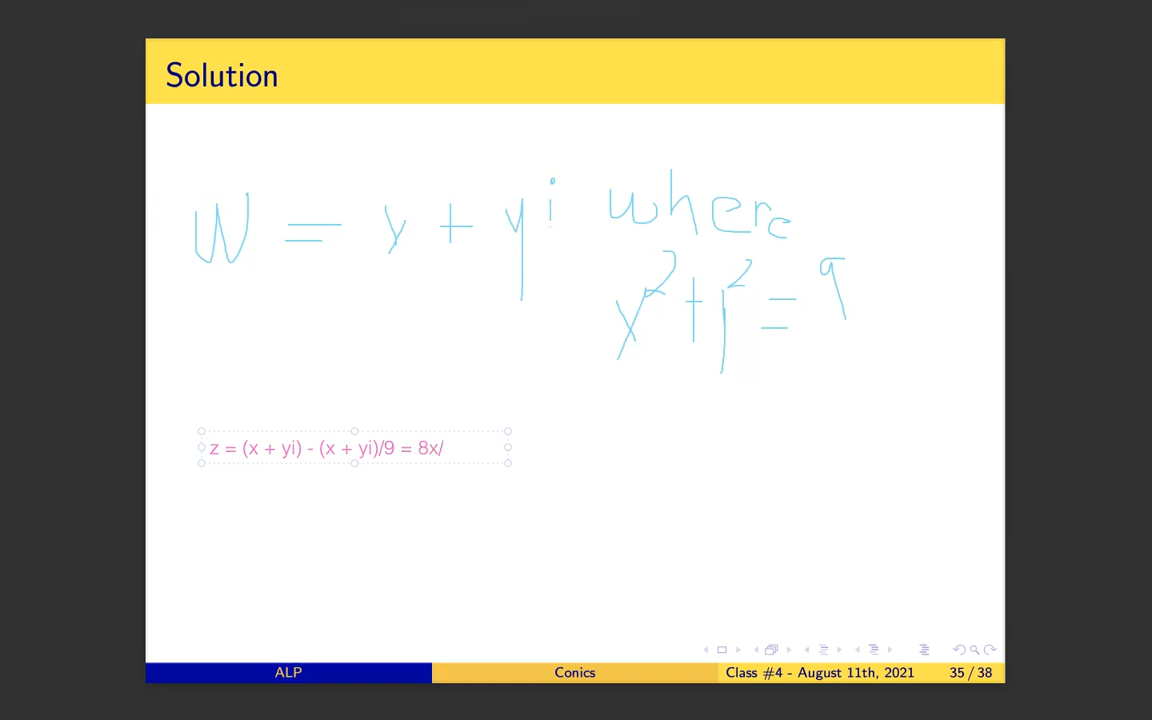 Solution
W = x + yi where
x² + y² = 9
z = (x + yi) - (x + yi)/9 = 8x/
ALP
Conics
Class #4 - August 11th, 2021
35 / 38